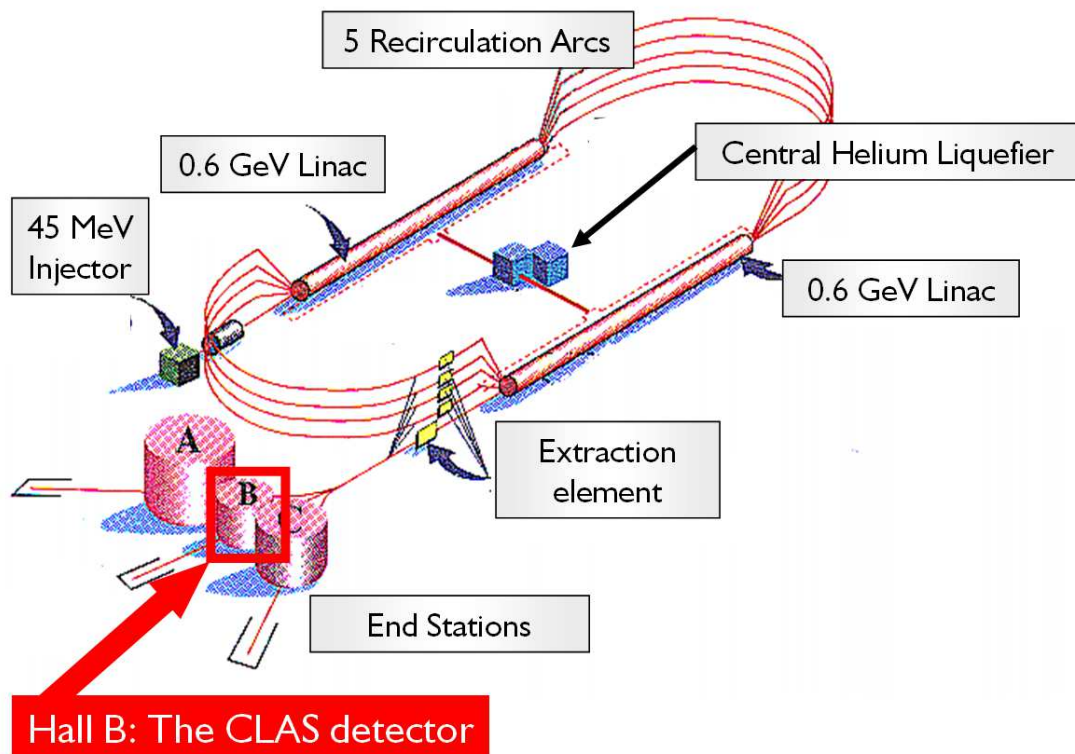 5 Recirculation Arcs
0.6 GeV Linac
Central Helium Liquefier
45 MeV
Injector
0.6 GeV Linac
A
B
C
Extraction
element
End Stations
Hall B: The CLAS detector